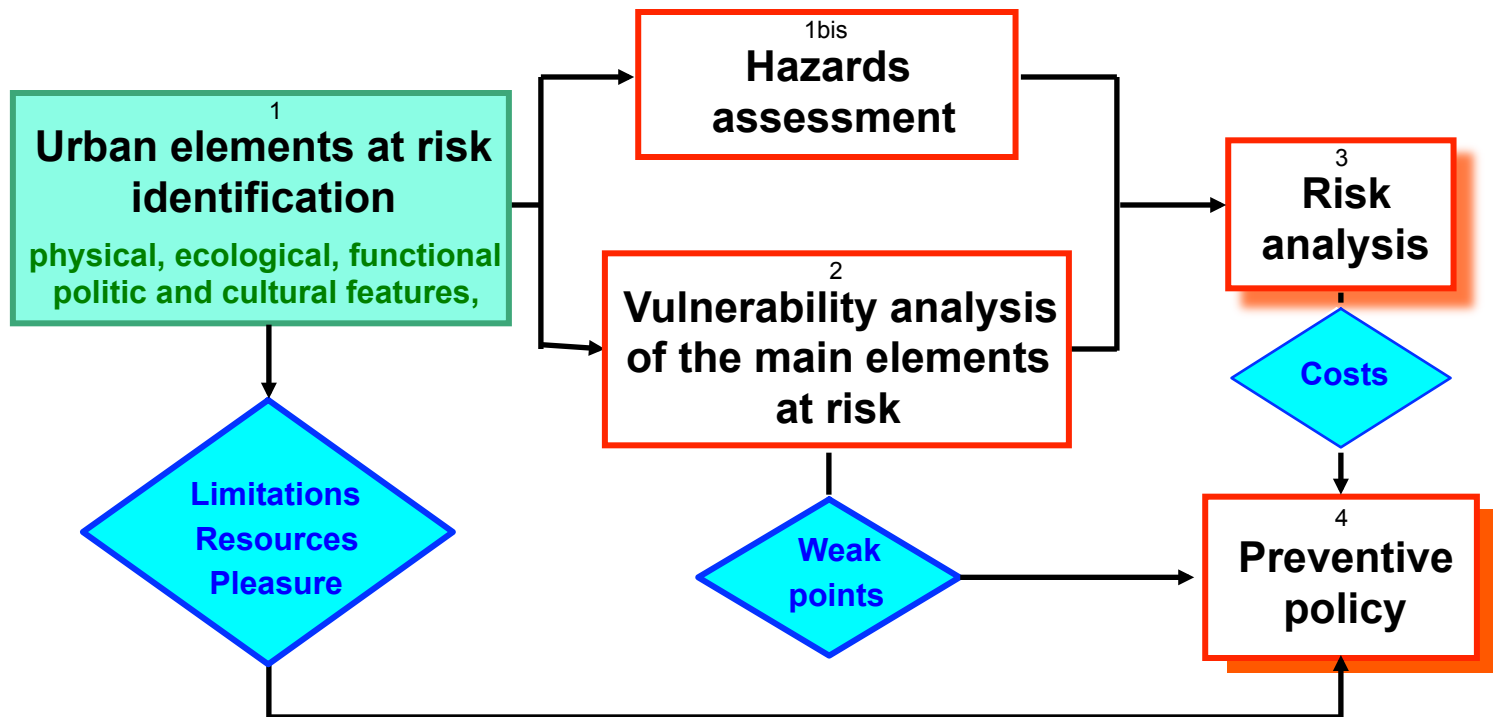 1
Urban elements at risk
identification
physical, ecological, functional
politic and cultural features,
1bis
Hazards
assessment
2
Vulnerability analysis
of the main elements
at risk
3
Risk
analysis
Costs
Limitations
Resources
Pleasure
Weak
points
4
Preventive
policy